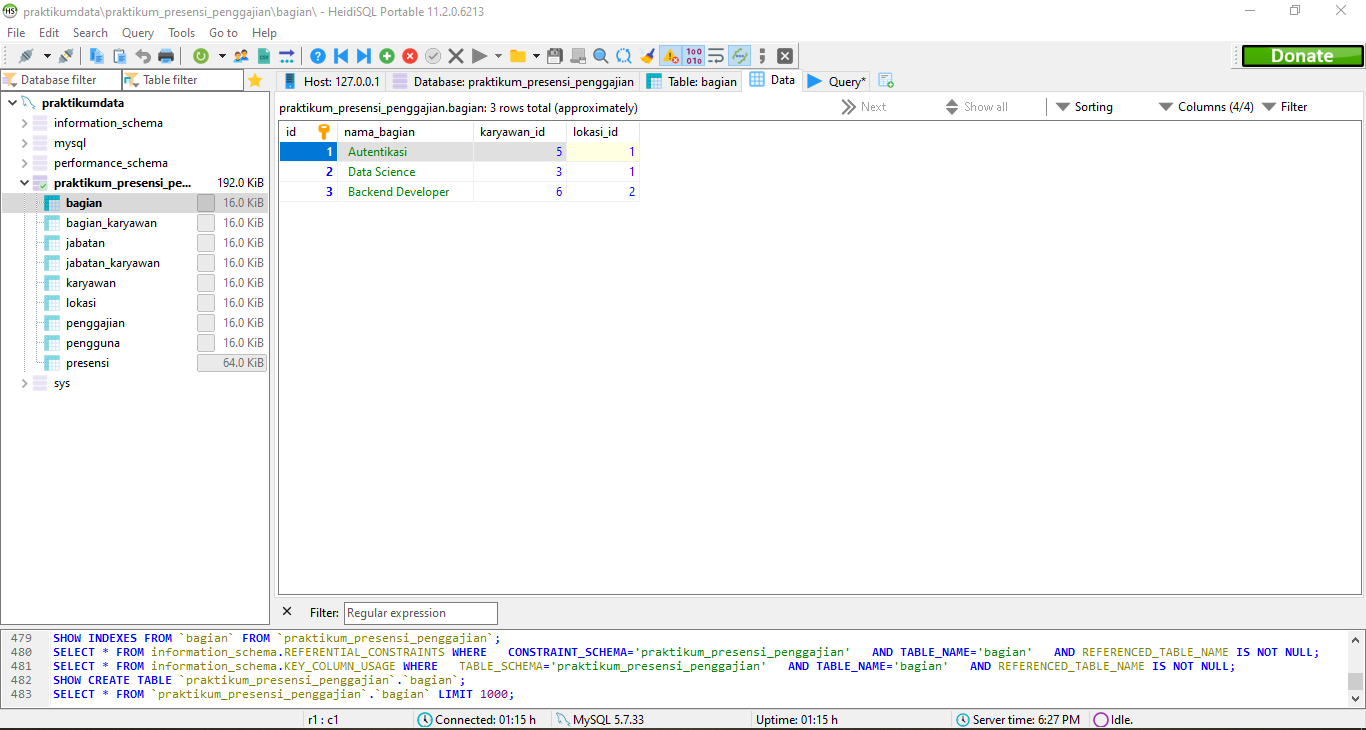 praktikumdata\praktikum_presensi_penggajian\bagian\ - HeidiSQL Portable 11.2.0.6213
File Edit Search Query Tools Go to Help
Donate
Database filter Table filter
Host: 127.0.0.1 Database: praktikum_presensi_penggajian Table: bagian Data Query*
praktikumdata
information_schema
mysql
performance_schema
praktikum_presensi_pe... 192.0 KiB
bagian 16.0 KiB
bagian_karyawan 16.0 KiB
jabatan 16.0 KiB
jabatan_karyawan 16.0 KiB
karyawan 16.0 KiB
lokasi 16.0 KiB
penggajian 16.0 KiB
pengguna 16.0 KiB
presensi 64.0 KiB
sys
praktikum_presensi_penggajian.bagian: 3 rows total (approximately) Next Show all Sorting Columns (4/4) Filter
id nama_bagian karyawan_id lokasi_id
1 Autentikasi 5 1
2 Data Science 3 1
3 Backend Developer 6 2
Filter: Regular expression
479 SHOW INDEXES FROM `bagian` FROM `praktikum_presensi_penggajian`;
480 SELECT * FROM information_schema.REFERENTIAL_CONSTRAINTS WHERE   CONSTRAINT_SCHEMA='praktikum_presensi_penggajian'   AND TABLE_NAME='bagian'   AND REFERENCED_TABLE_NAME IS NOT NULL;
481 SELECT * FROM information_schema.KEY_COLUMN_USAGE WHERE   TABLE_SCHEMA='praktikum_presensi_penggajian'   AND TABLE_NAME='bagian'   AND REFERENCED_TABLE_NAME IS NOT NULL;
482 SHOW CREATE TABLE `praktikum_presensi_penggajian`.`bagian`;
483 SELECT * FROM `praktikum_presensi_penggajian`.`bagian` LIMIT 1000;
r1 : c1 Connected: 01:15 h MySQL 5.7.33 Uptime: 01:15 h Server time: 6:27 PM Idle.